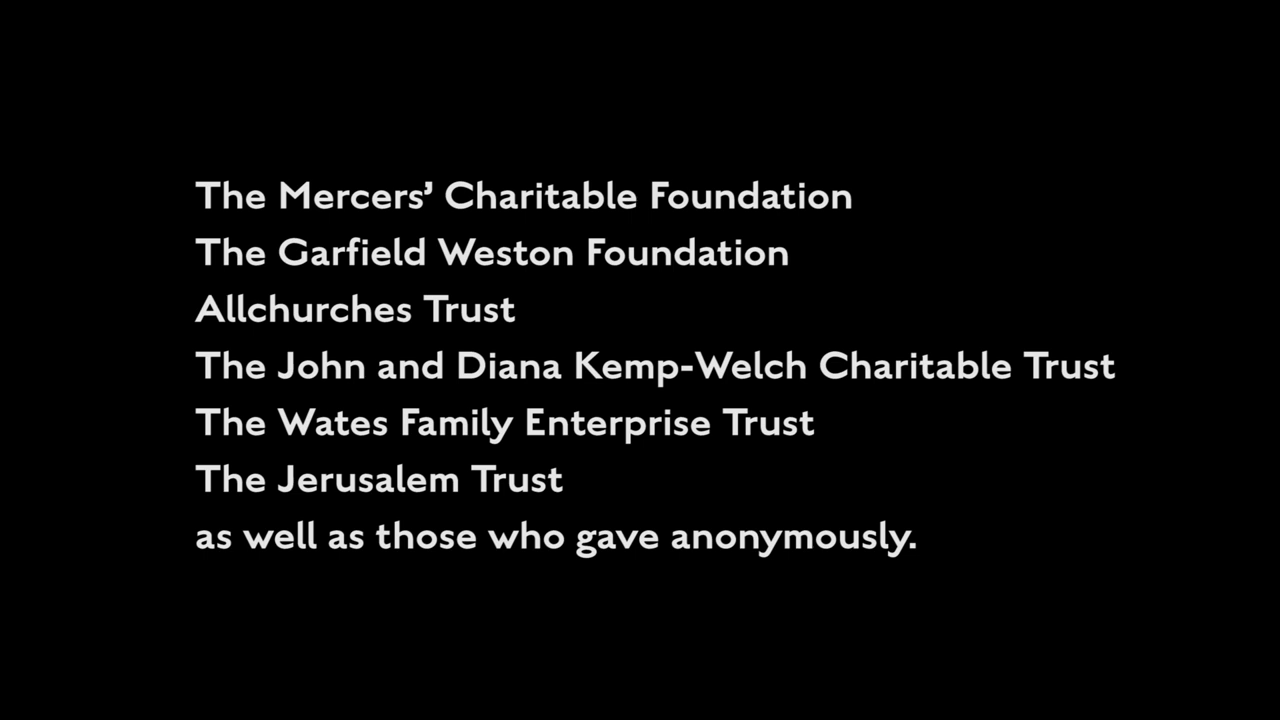 The Mercers’ Charitable Foundation
The Garfield Weston Foundation
Allchurches Trust
The John and Diana Kemp-Welch Charitable Trust
The Wates Family Enterprise Trust
The Jerusalem Trust
as well as those who gave anonymously.